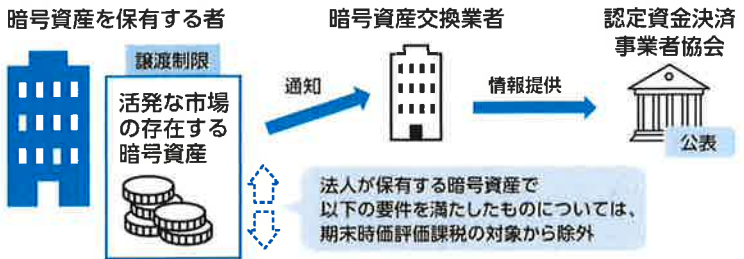 暗号資産を保有する者
譲渡制限
活発な市場
の存在する
暗号資産
通知
暗号資産交換業者
情報提供
認定資金決済
事業者協会
公表
法人が保有する暗号資産で
以下の要件を満たしたものについては、
期末時価評価課税の対象から除外